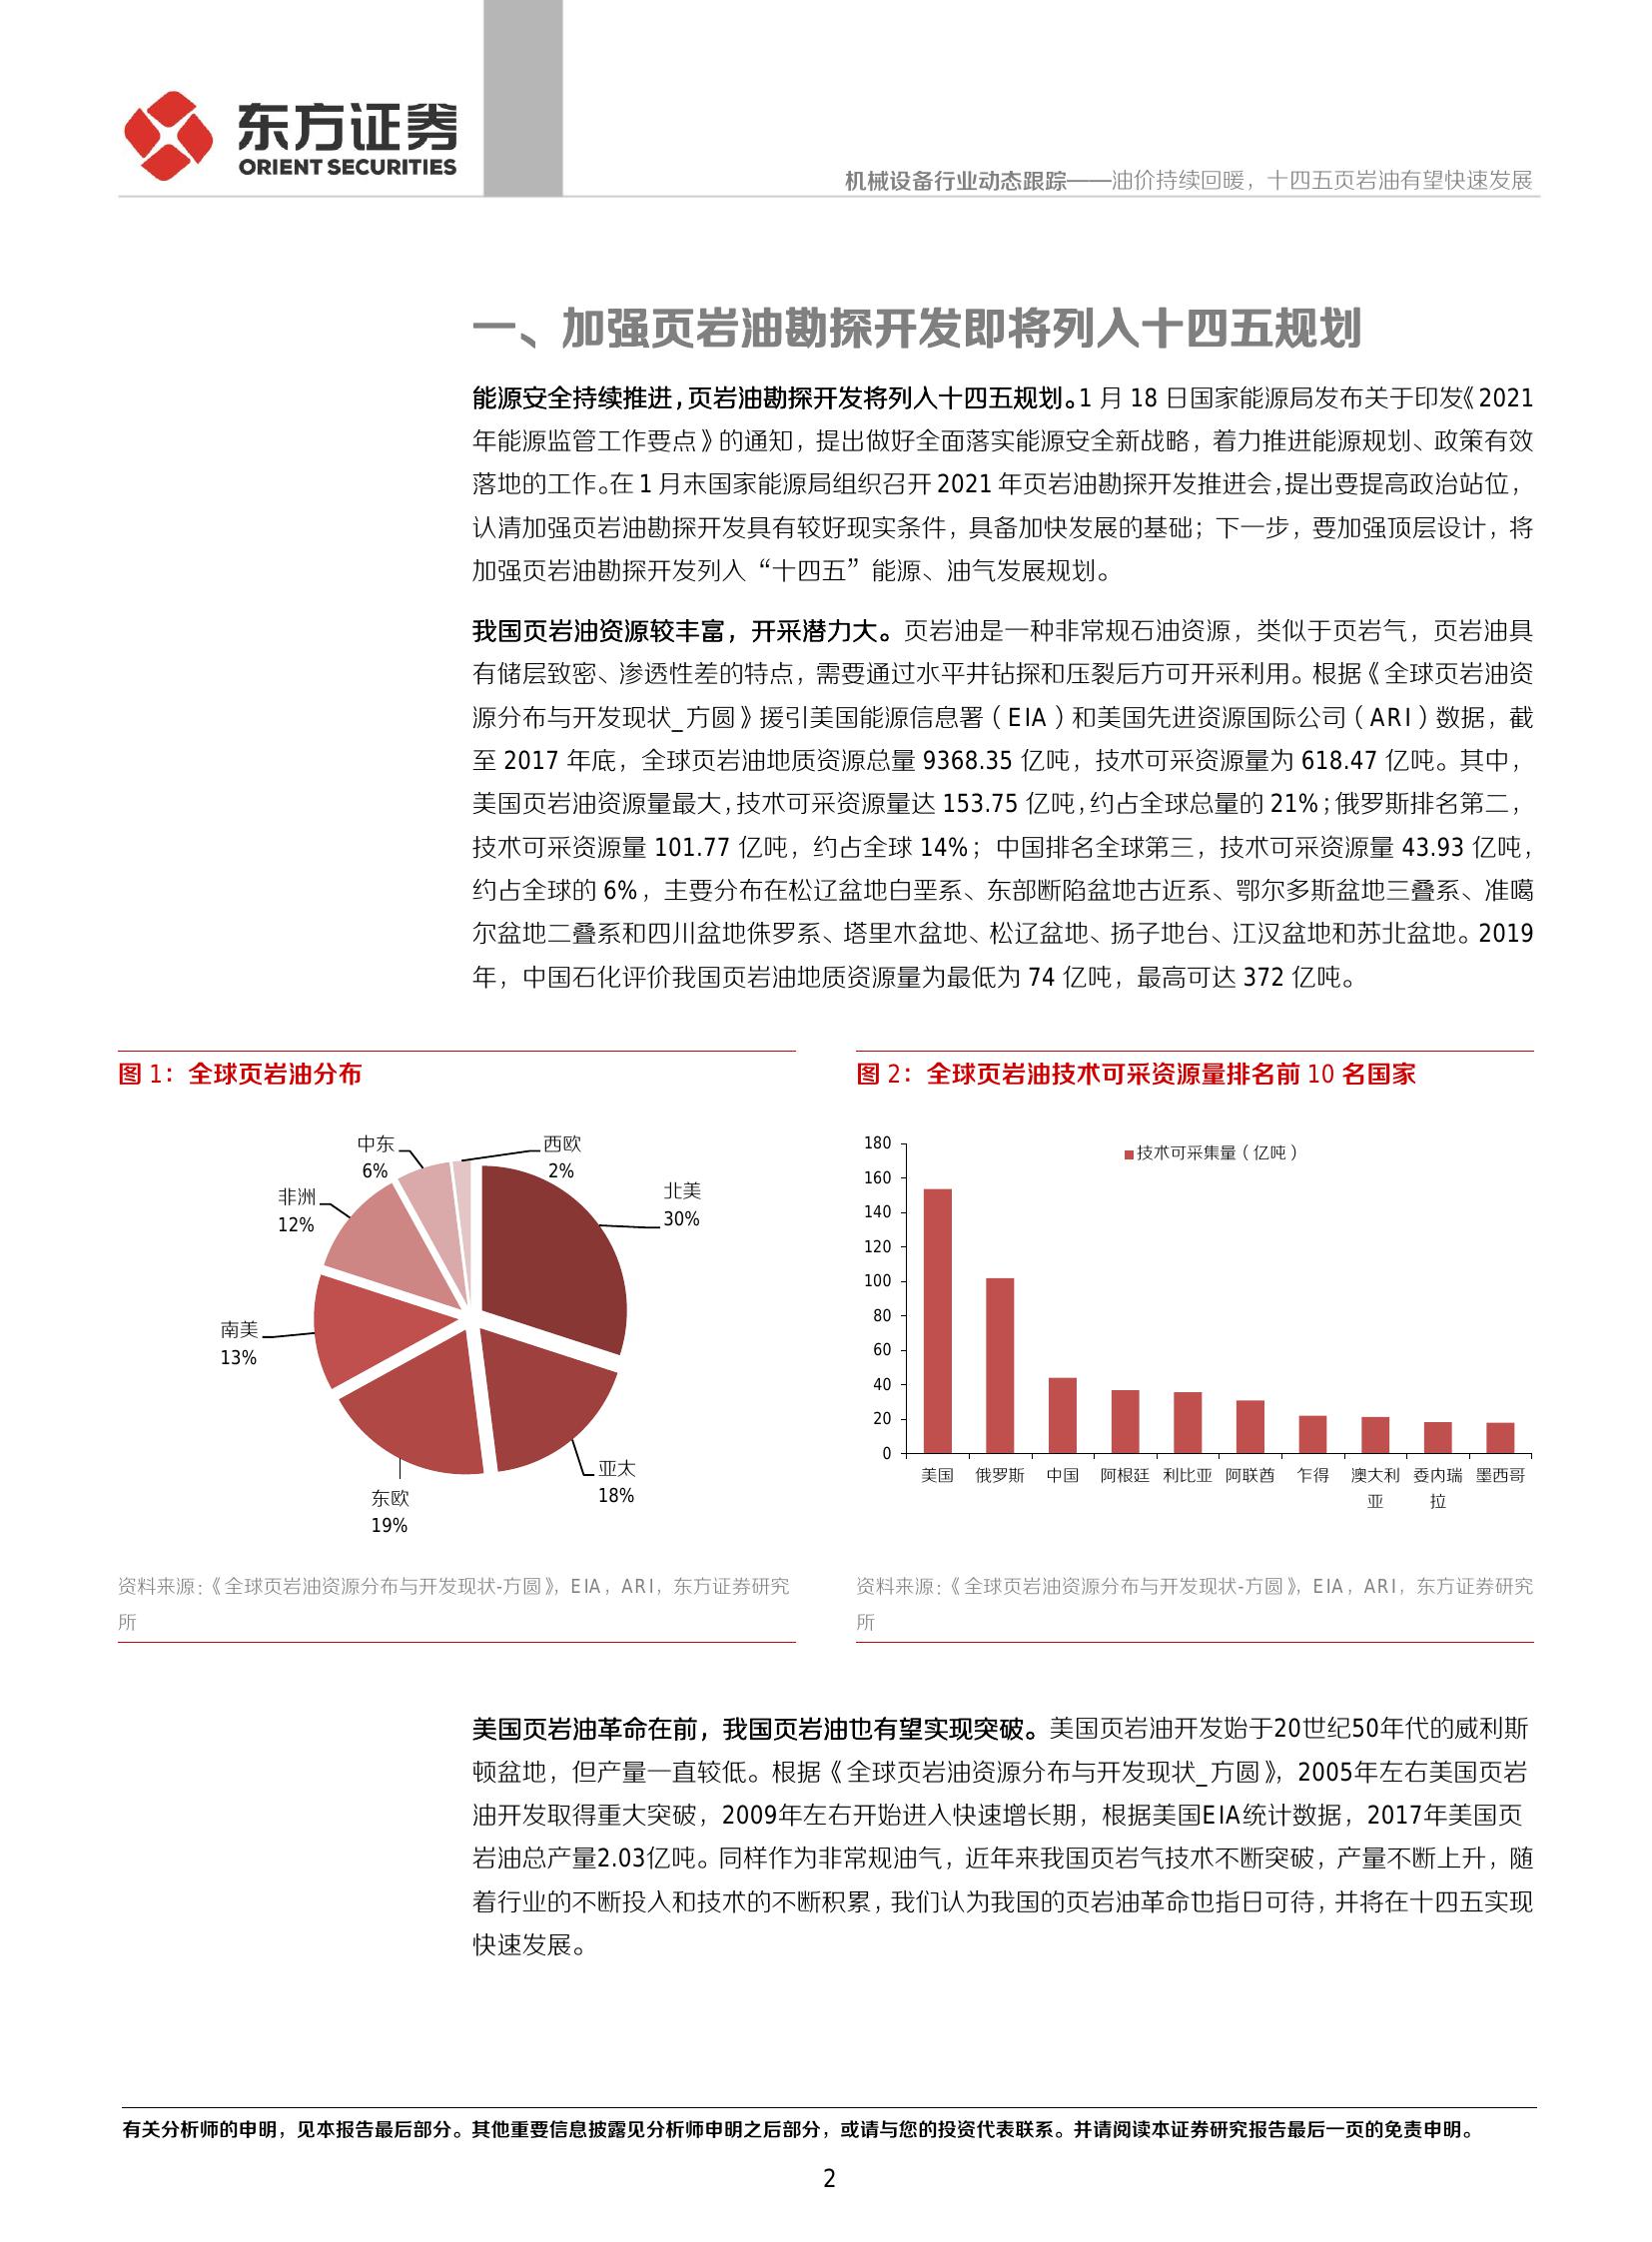 东方证券
ORIENT SECURITIES
机械设备行业动态跟踪——油价持续回暖，十四五页岩油有望快速发展
一、加强页岩油勘探开发即将列入十四五规划
能源安全持续推进，页岩油勘探开发将列入十四五规划。1 月 18 日国家能源局发布关于印发《2021
年能源监管工作要点》的通知，提出做好全面落实能源安全新战略，着力推进能源规划、政策有效
落地的工作。在 1 月末国家能源局组织召开 2021 年页岩油勘探开发推进会，提出要提高政治站位，
认清加强页岩油勘探开发具有较好现实条件，具备加快发展的基础；下一步，要加强顶层设计，将
加强页岩油勘探开发列入“十四五”能源、油气发展规划。
我国页岩油资源较丰富，开采潜力大。页岩油是一种非常规石油资源，类似于页岩气，页岩油具
有储层致密、渗透性差的特点，需要通过水平井钻探和压裂后方可开采利用。根据《全球页岩油资
源分布与开发现状_方圆》援引美国能源信息署（EIA）和美国先进资源国际公司（ARI）数据，截
至 2017 年底，全球页岩油地质资源总量 9368.35 亿吨，技术可采资源量为 618.47 亿吨。其中，
美国页岩油资源量最大，技术可采资源量达 153.75 亿吨，约占全球总量的 21%；俄罗斯排名第二，
技术可采资源量 101.77 亿吨，约占全球 14%；中国排名全球第三，技术可采资源量 43.93 亿吨，
约占全球的 6%，主要分布在松辽盆地白垩系、东部断陷盆地古近系、鄂尔多斯盆地三叠系、准噶
尔盆地二叠系和四川盆地侏罗系、塔里木盆地、松辽盆地、扬子地台、江汉盆地和苏北盆地。2019
年，中国石化评价我国页岩油地质资源量为最低为 74 亿吨，最高可达 372 亿吨。
图 1：全球页岩油分布
中东
6%
西欧
2%
北美
30%
非洲
12%
南美
13%
亚太
18%
东欧
19%
资料来源：《全球页岩油资源分布与开发现状-方圆》，EIA，ARI，东方证券研究
所
图 2：全球页岩油技术可采资源量排名前 10 名国家
技术可采集量（亿吨）
180
160
140
120
100
80
60
40
20
0
美国 俄罗斯 中国 阿根廷 利比亚 阿联酋 乍得 澳大利 委内瑞 墨西哥
亚 拉
资料来源：《全球页岩油资源分布与开发现状-方圆》，EIA，ARI，东方证券研究
所
美国页岩油革命在前，我国页岩油也有望实现突破。美国页岩油开发始于20世纪50年代的威利斯
顿盆地，但产量一直较低。根据《全球页岩油资源分布与开发现状_方圆》，2005年左右美国页岩
油开发取得重大突破，2009年左右开始进入快速增长期，根据美国EIA统计数据，2017年美国页
岩油总产量2.03亿吨。同样作为非常规油气，近年来我国页岩气技术不断突破，产量不断上升，随
着行业的不断投入和技术的不断积累，我们认为我国的页岩油革命也指日可待，并将在十四五实现
快速发展。
有关分析师的申明，见本报告最后部分。其他重要信息披露见分析师申明之后部分，或请与您的投资代表联系。并请阅读本证券研究报告最后一页的免责申明。
2